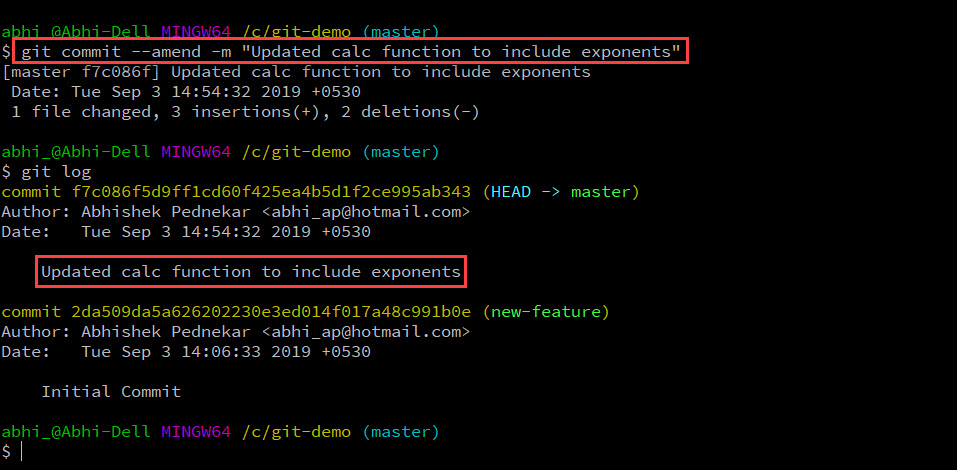 abhi_@Abhi-Dell MINGW64 /c/git-demo (master)
$ git commit --amend -m "Updated calc function to include exponents"
[master f7c086f] Updated calc function to include exponents
 Date: Tue Sep 3 14:54:32 2019 +0530
 1 file changed, 3 insertions(+), 2 deletions(-)

abhi_@Abhi-Dell MINGW64 /c/git-demo (master)
$ git log
commit f7c086f5d9ff1cd60f425ea4b5d1f2ce995ab343 (HEAD -> master)
Author: Abhishek Pednekar <abhi_ap@hotmail.com>
Date:   Tue Sep 3 14:54:32 2019 +0530

    Updated calc function to include exponents

commit 2da509da5a626202230e3ed014f017a48c991b0e (new-feature)
Author: Abhishek Pednekar <abhi_ap@hotmail.com>
Date:   Tue Sep 3 14:06:33 2019 +0530

    Initial Commit

abhi_@Abhi-Dell MINGW64 /c/git-demo (master)
$